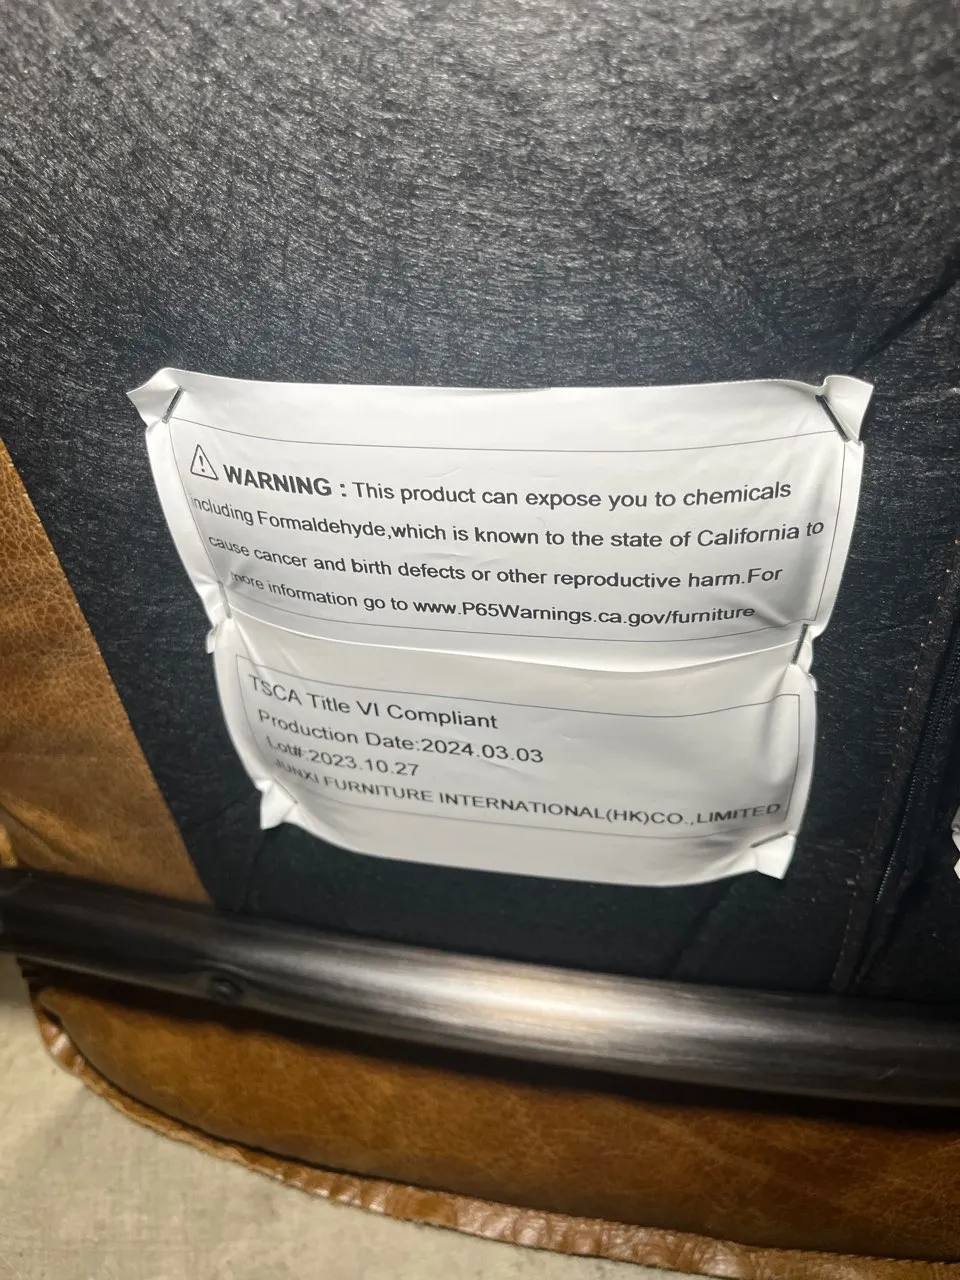 WARNING : This product can expose you to chemicals
including Formaldehyde,which is known to the state of California to
cause cancer and birth defects or other reproductive harm.For
more information go to www.P65Warnings.ca.gov/furniture
TSCA Title VI Compliant
Production Date:2024.03.03
Lot#:2023.10.27
JUNXI FURNITURE INTERNATIONAL(HK)CO.,LIMITED